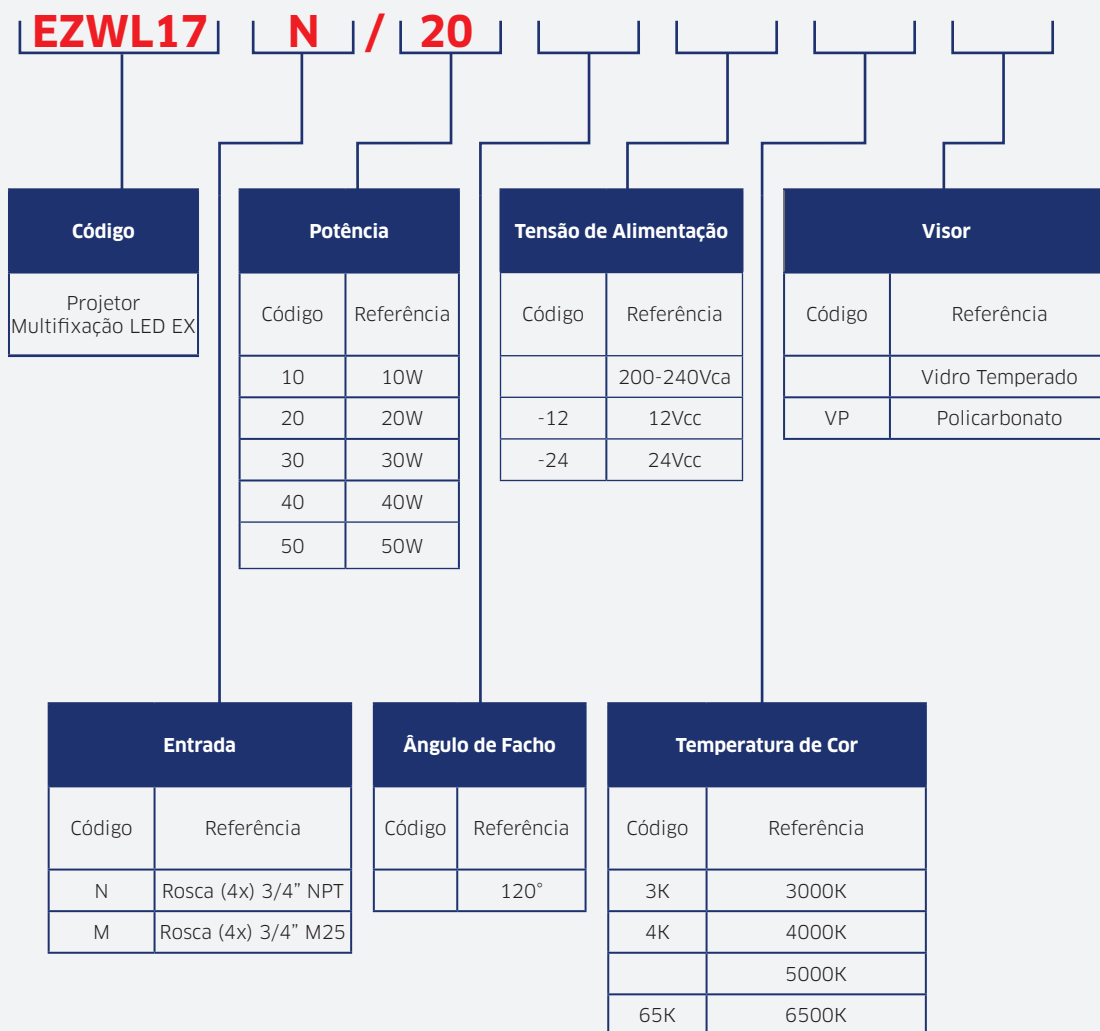 EZWL17 N / 20
Código
Projetor
Multifixação LED EX
Potência
Código Referência
10 10W
20 20W
30 30W
40 40W
50 50W
Tensão de Alimentação
Código Referência
200-240Vca
-12 12Vcc
-24 24Vcc
Visor
Código Referência
Vidro Temperado
VP Policarbonato
Entrada
Código Referência
N Rosca (4x) 3/4” NPT
M Rosca (4x) 3/4” M25
Ângulo de Facho
Código Referência
120°
Temperatura de Cor
Código Referência
3K 3000K
4K 4000K
5000K
65K 6500K